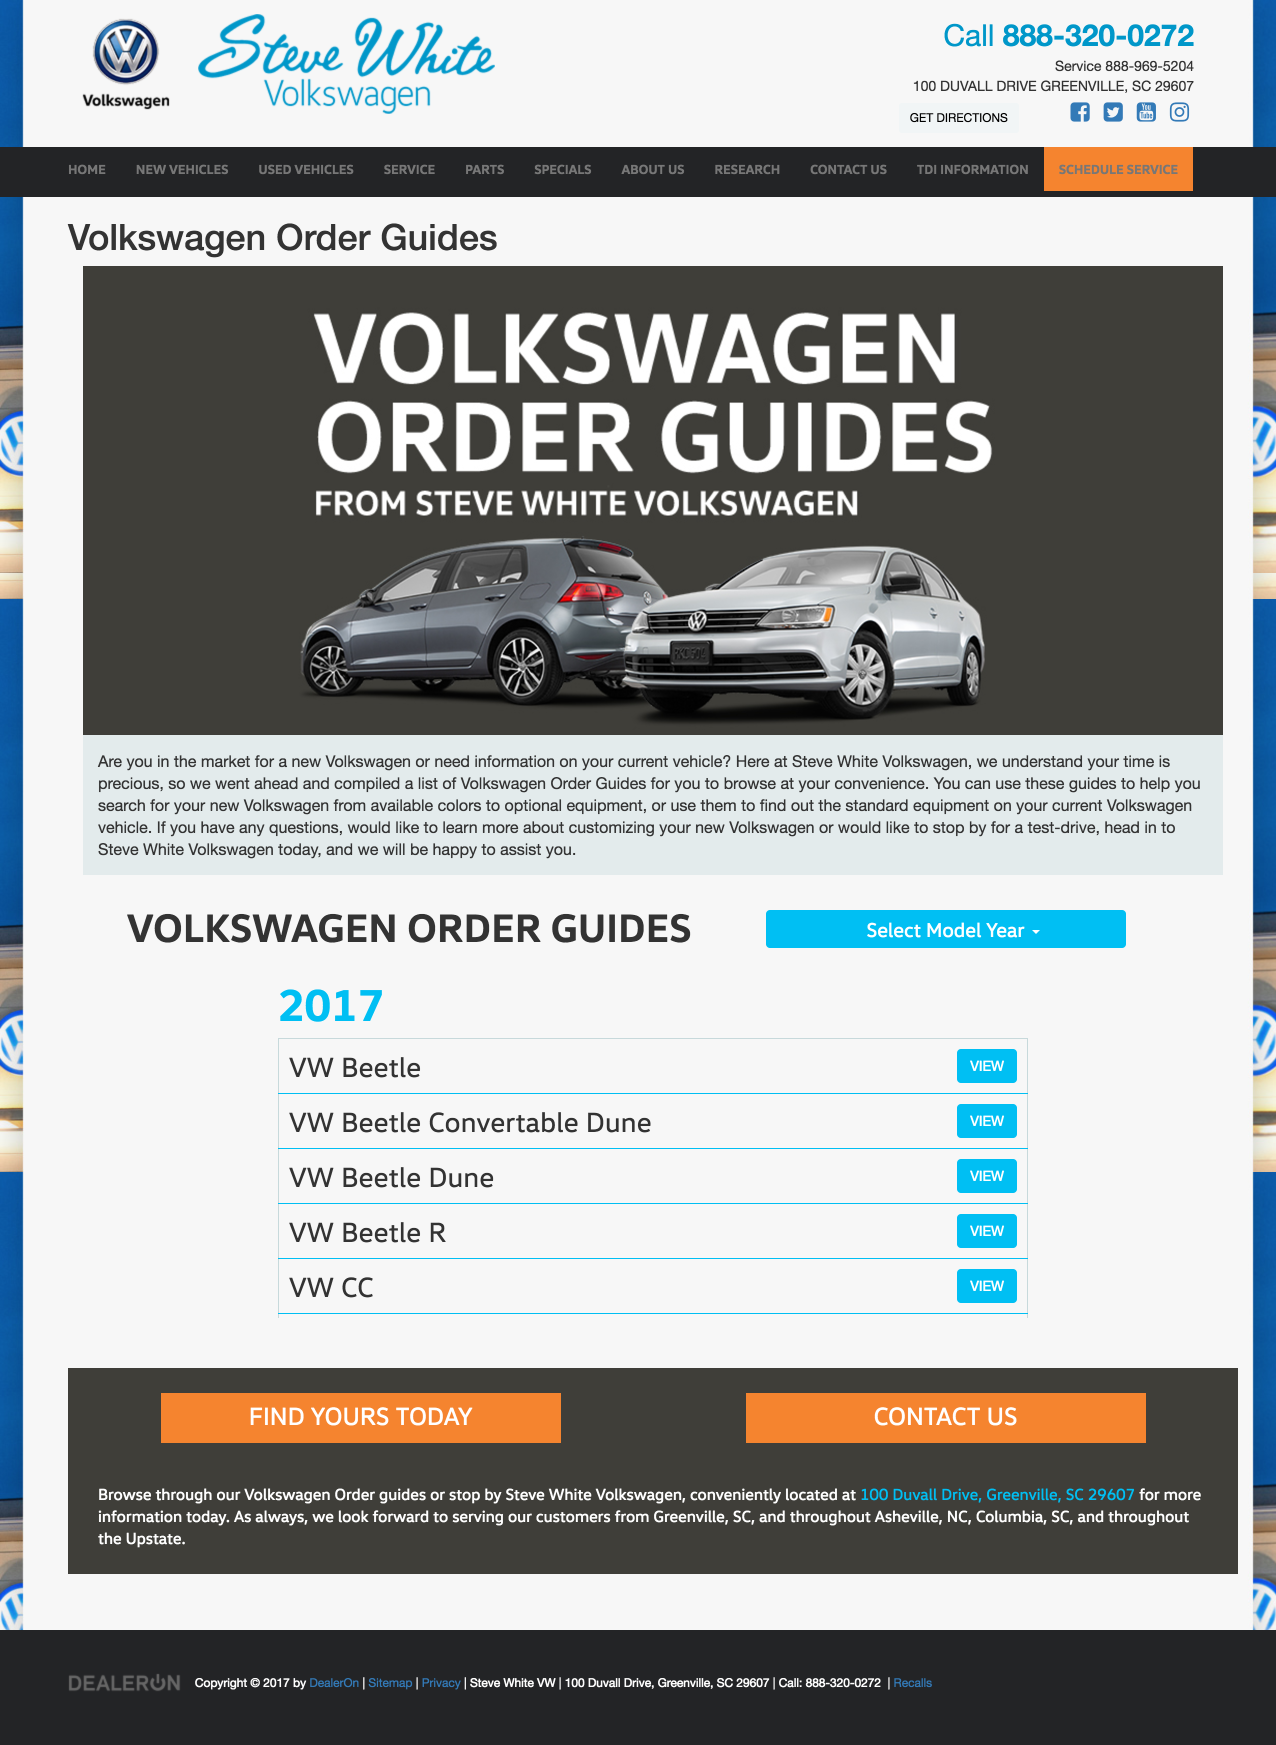 Volkswagen
Steve White
Volkswagen
Call 888-320-0272
Service 888-969-5204
100 DUVALL DRIVE GREENVILLE, SC 29607
GET DIRECTIONS
You
Tube
HOME NEW VEHICLES USED VEHICLES SERVICE PARTS SPECIALS ABOUT US RESEARCH CONTACT US TDI INFORMATION SCHEDULE SERVICE
Volkswagen Order Guides
VOLKSWAGEN
ORDER GUIDES
FROM STEVE WHITE VOLKSWAGEN
Are you in the market for a new Volkswagen or need information on your current vehicle? Here at Steve White Volkswagen, we understand your time is
precious, so we went ahead and compiled a list of Volkswagen Order Guides for you to browse at your convenience. You can use these guides to help you
search for your new Volkswagen from available colors to optional equipment, or use them to find out the standard equipment on your current Volkswagen
vehicle. If you have any questions, would like to learn more about customizing your new Volkswagen or would like to stop by for a test-drive, head in to
Steve White Volkswagen today, and we will be happy to assist you.
VOLKSWAGEN ORDER GUIDES
Select Model Year
2017
VW Beetle VIEW
VW Beetle Convertable Dune VIEW
VW Beetle Dune VIEW
VW Beetle R VIEW
VW CC VIEW
FIND YOURS TODAY
CONTACT US
Browse through our Volkswagen Order guides or stop by Steve White Volkswagen, conveniently located at 100 Duvall Drive, Greenville, SC 29607 for more
information today. As always, we look forward to serving our customers from Greenville, SC, and throughout Asheville, NC, Columbia, SC, and throughout
the Upstate.
DEALERON Copyright © 2017 by DealerOn | Sitemap | Privacy | Steve White VW | 100 Duvall Drive, Greenville, SC 29607 | Call: 888-320-0272 | Recalls